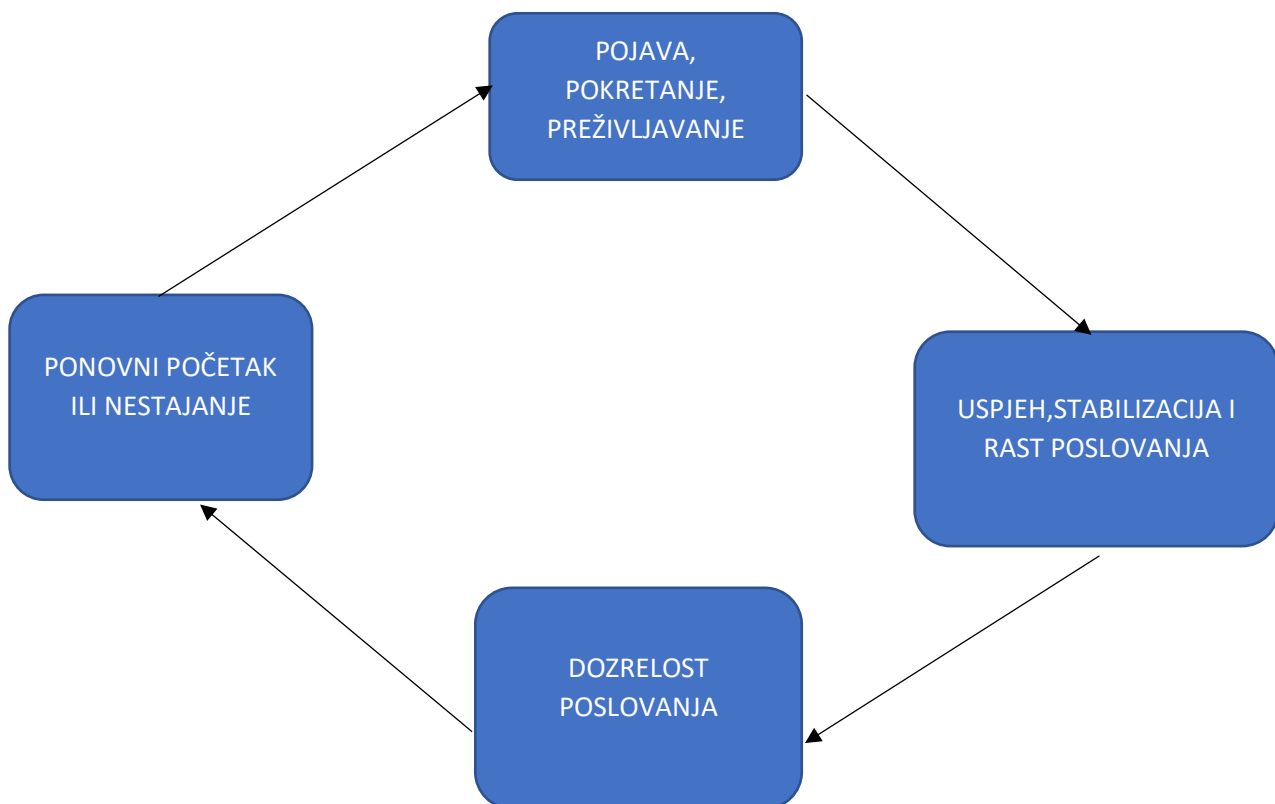 POJAVA,
POKRETANJE,
PREŽIVLJAVANJE
PONOVNI POČETAK
ILI NESTAJANJE
USPJEH,STABILIZACIJA I
RAST POSLOVANJA
DOZRELOST
POSLOVANJA